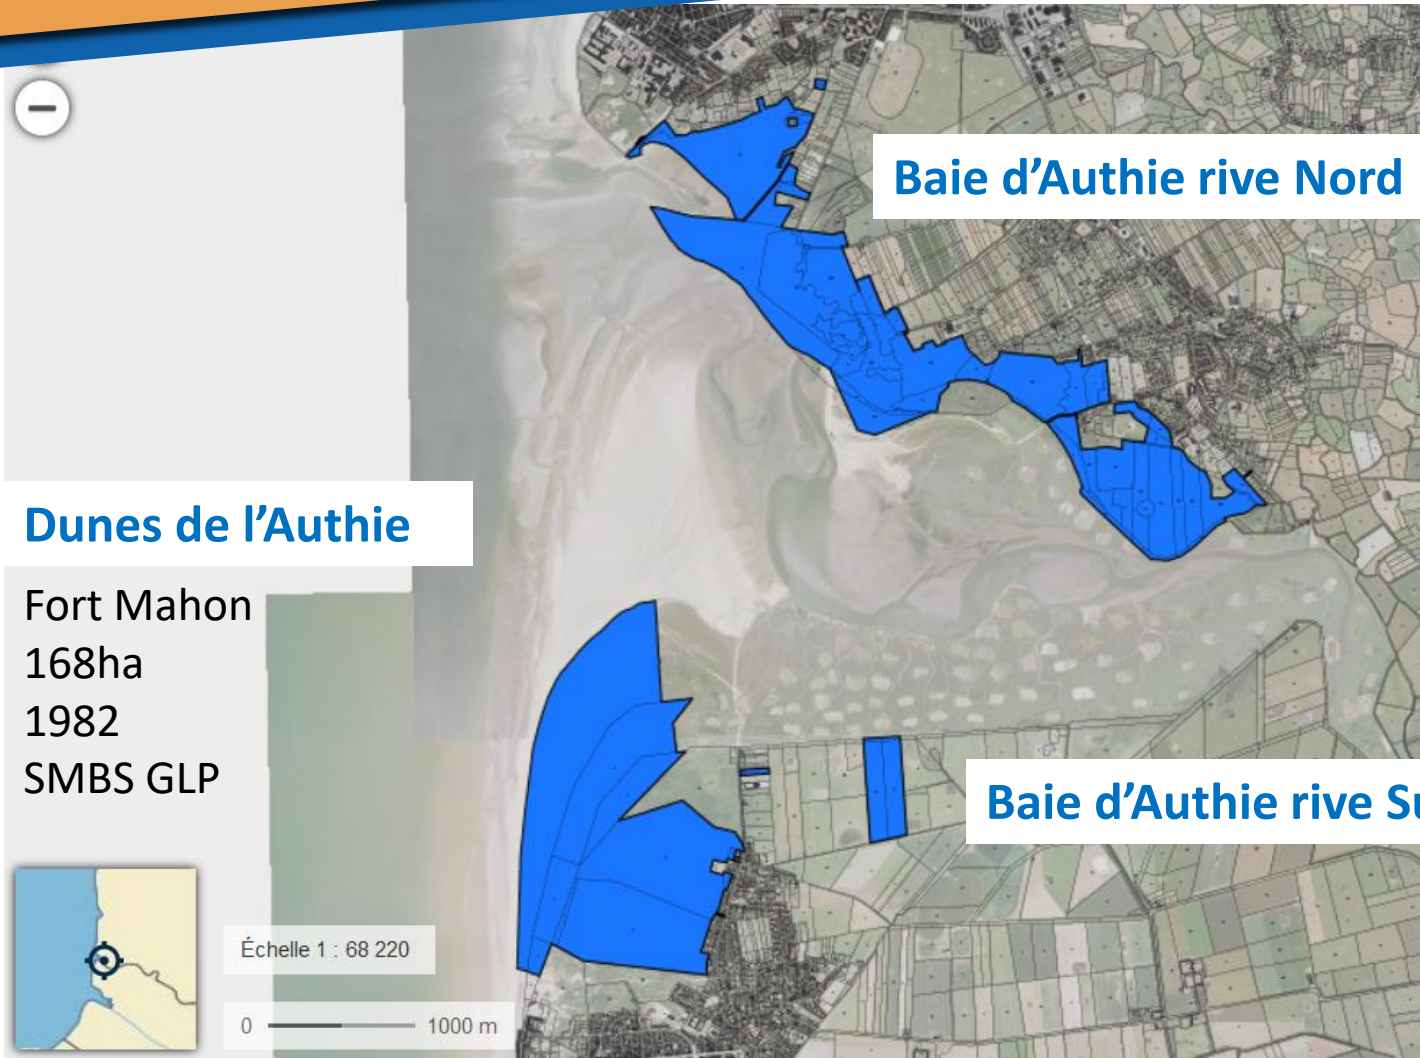 Baie d'Authie rive Nord
Dunes de l'Authie
Fort Mahon
168ha
1982
SMBS GLP
Baie d'Authie rive Su
Échelle 1 : 68 220
0 1000 m